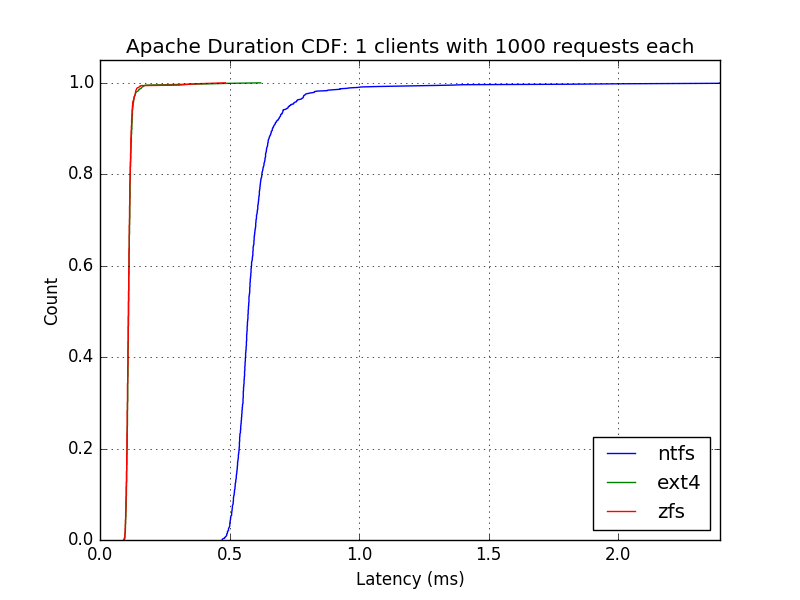 Apache Duration CDF: 1 clients with 1000 requests each
1.0
0.8
0.6
0.4
0.2
0.0
Count
0.0 0.5 1.0 1.5 2.0
Latency (ms)
ntfs
ext4
zfs